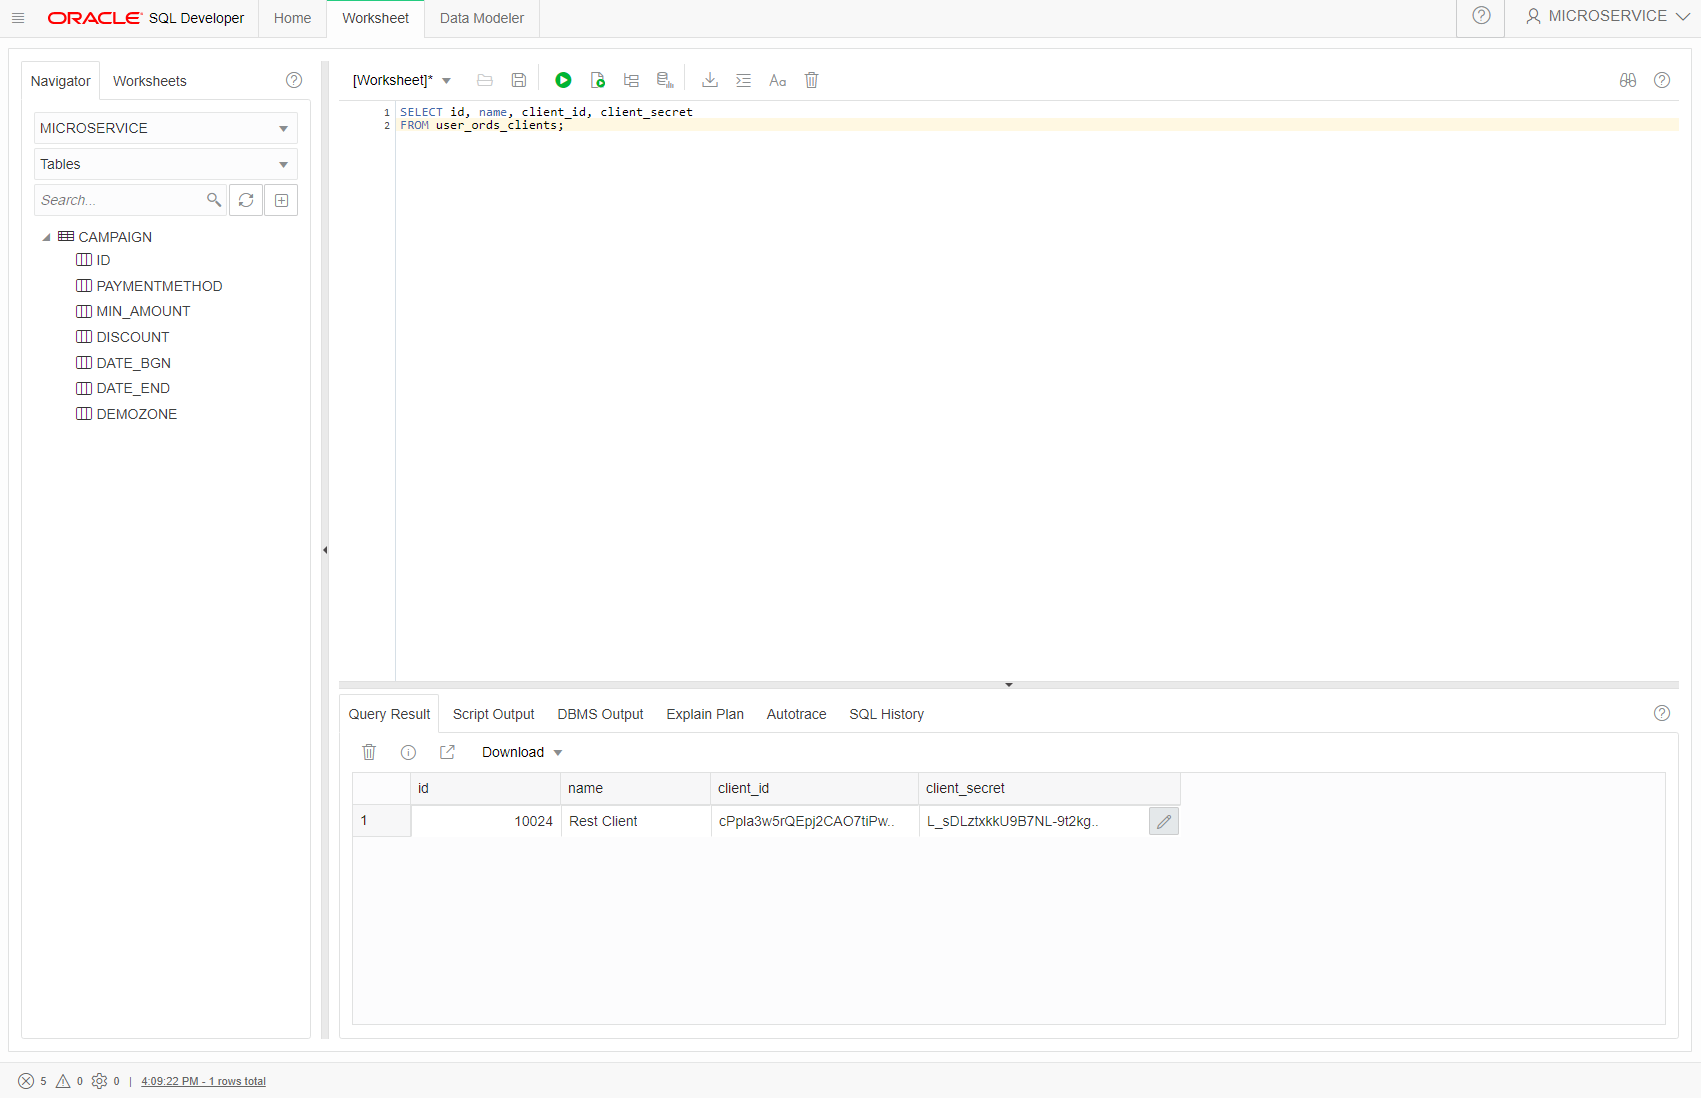 ORACLE SQL Developer
Home
Worksheet
Data Modeler
MICROSERVICE
Navigator
Worksheets
MICROSERVICE
Tables
Search...
CAMPAIGN
ID
PAYMENTMETHOD
MIN_AMOUNT
DISCOUNT
DATE_BGN
DATE_END
DEMOZONE
[Worksheet]*
Aa
1 SELECT id, name, client_id, client_secret
2 FROM user_ords_clients;
Query Result
Script Output
DBMS Output
Explain Plan
Autotrace
SQL History
Download
id name client_id client_secret
1 10024 Rest Client cPpla3w5rQEpj2CAO7tiPw.. L_sDLztxkkU9B7NL-9t2kg..
5 0 0 | 4:09:22 PM - 1 rows total